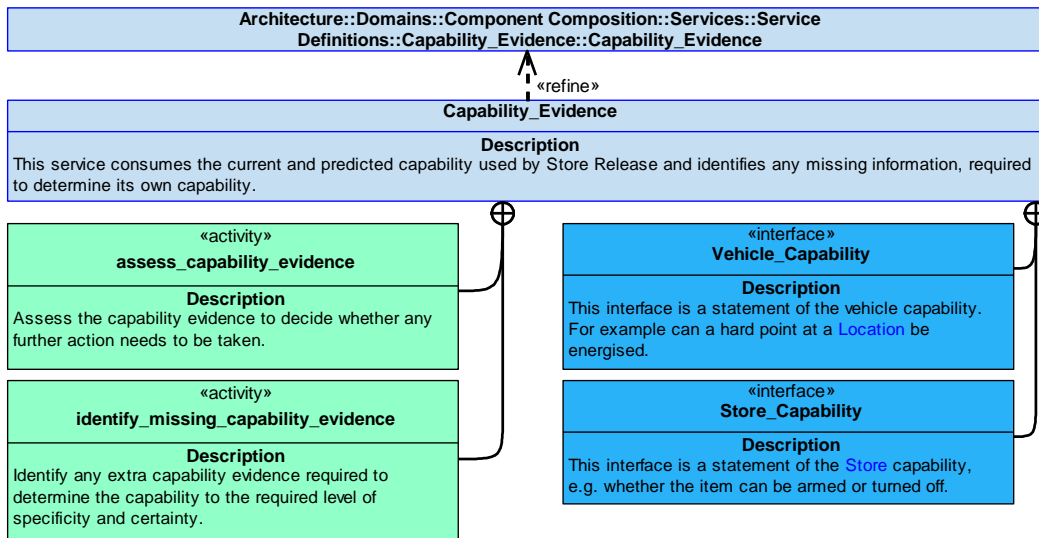 Architecture::Domains::Component Composition::Services::Service
Definitions::Capability_Evidence::Capability_Evidence
«refine»
Capability_Evidence
Description
This service consumes the current and predicted capability used by Store Release and identifies any missing information, required
to determine its own capability.
«activity»
assess_capability_evidence
Description
Assess the capability evidence to decide whether any
further action needs to be taken.
«interface»
Vehicle_Capability
Description
This interface is a statement of the vehicle capability.
For example can a hard point at a Location be
energised.
«activity»
identify_missing_capability_evidence
Description
Identify any extra capability evidence required to
determine the capability to the required level of
specificity and certainty.
«interface»
Store_Capability
Description
This interface is a statement of the Store capability,
e.g. whether the item can be armed or turned off.